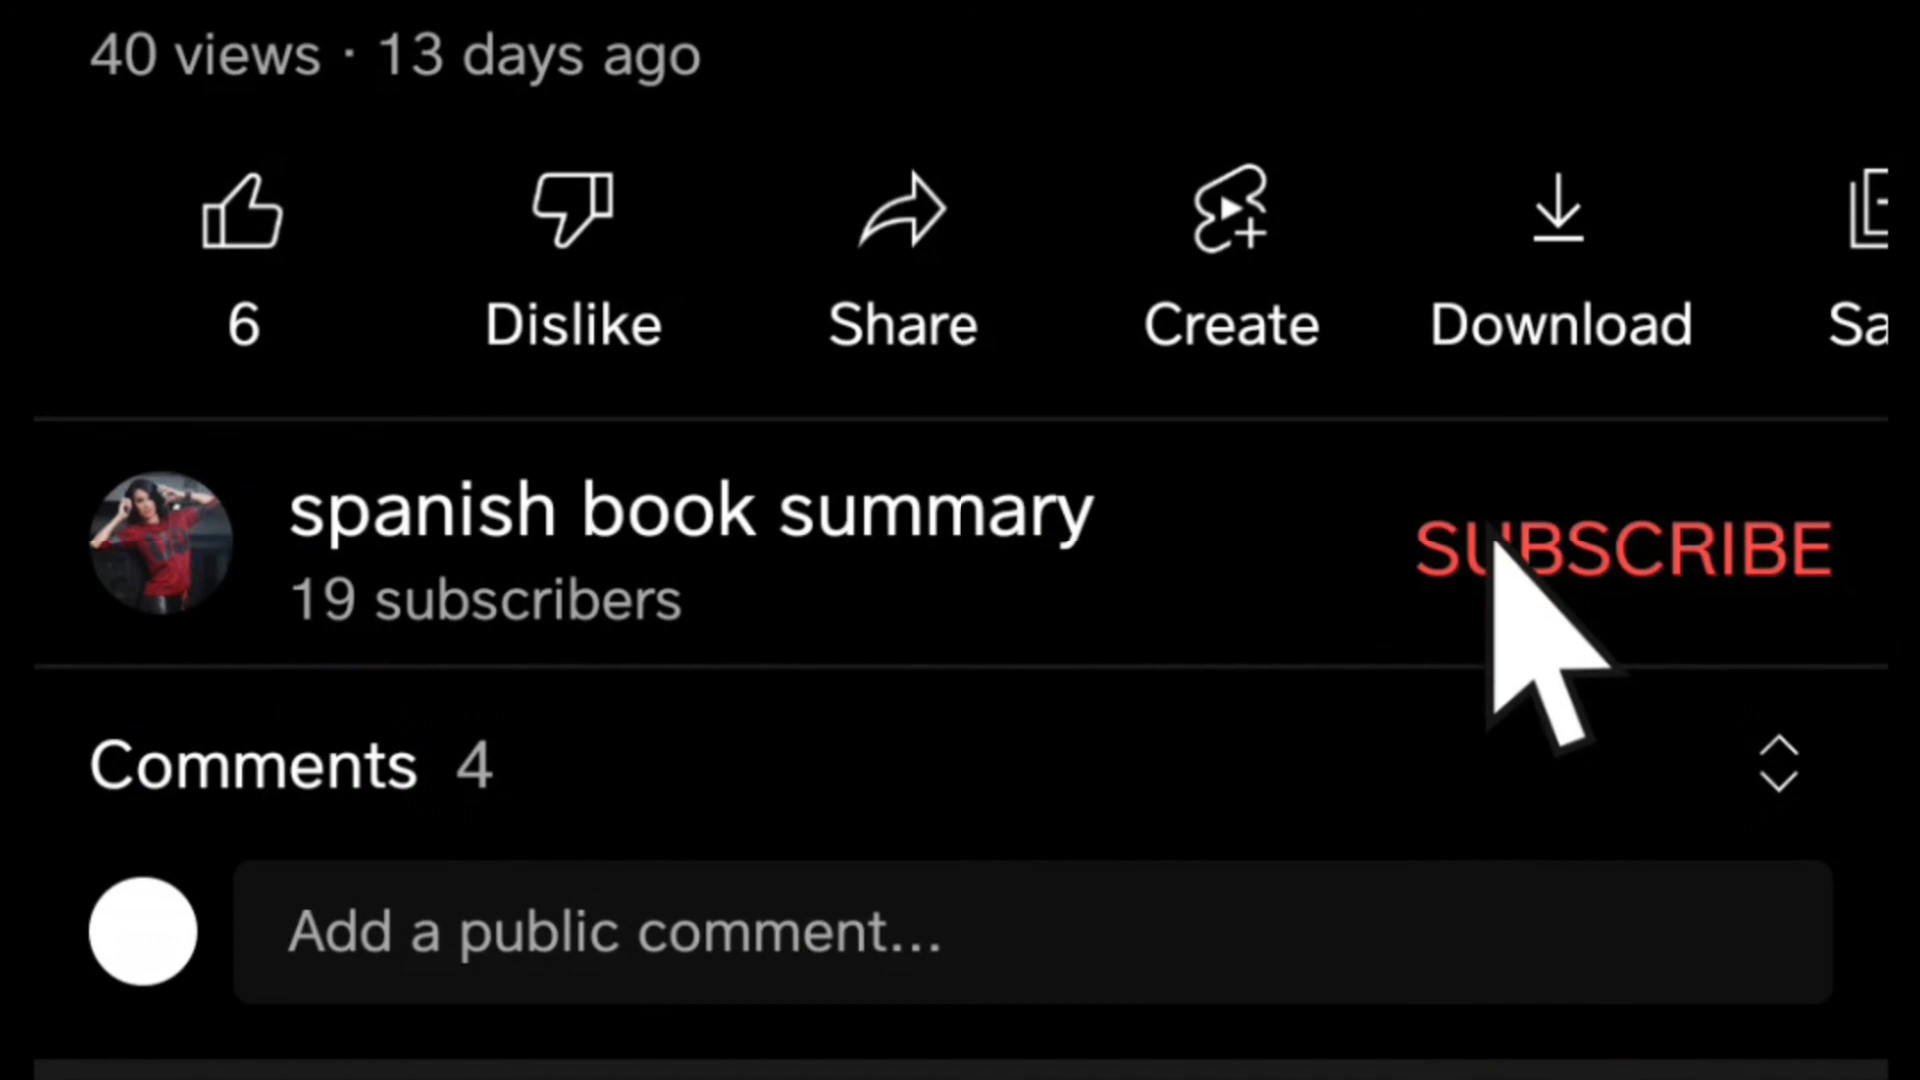 40 views · 13 days ago
6 Dislike Share Create Download Sa
spanish book summary
19 subscribers
SUBSCRIBE
Comments 4
Add a public comment...